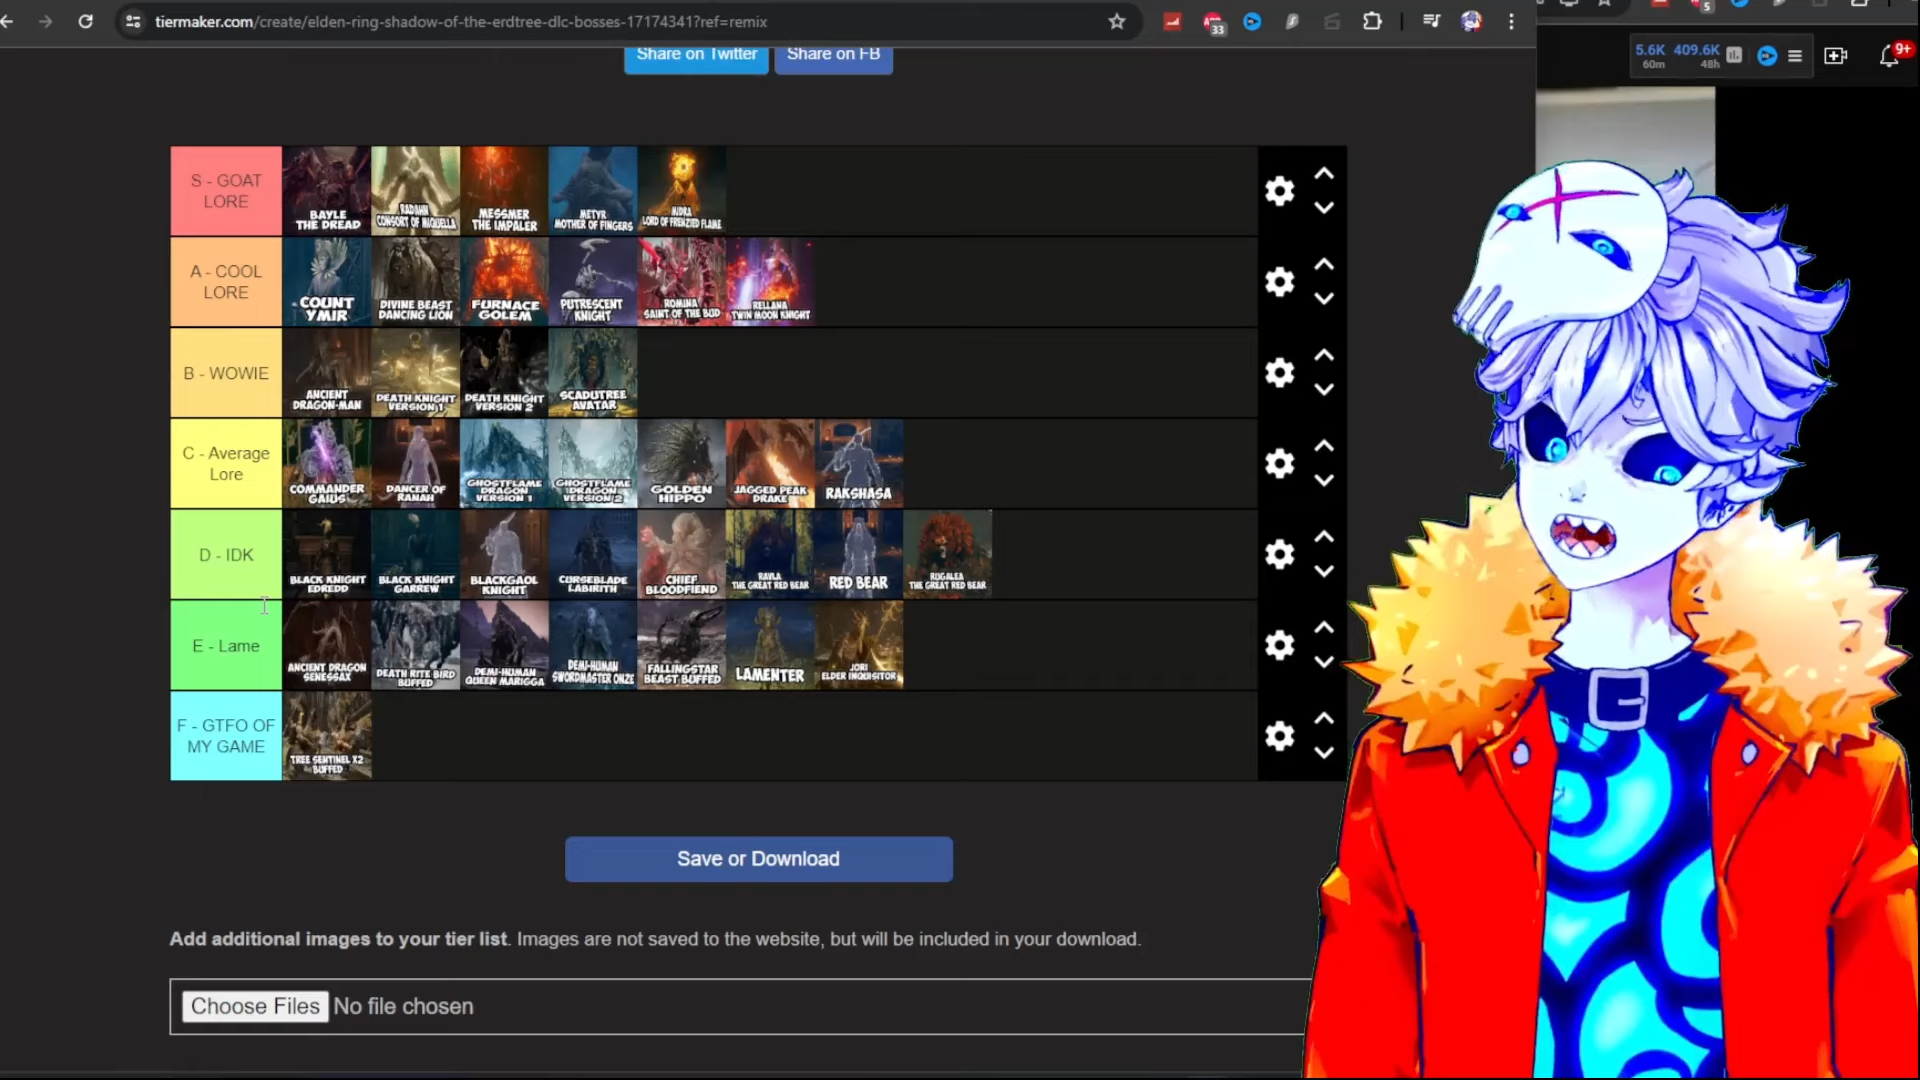 tiermaker.com/create/elden-ring-shadow-of-the-erdtree-dlc-bosses-17174341?ref=remix
33
5
5.6K 409.6K
60m 48h
9+
Share on Twitter Share on FB
S - GOAT
LORE
BAYLE
THE DREAD
RADAHN
CONSORT OF MIQUELLA
MESSMER
THE IMPALER
METYR
MOTHER OF FINGERS
MIDRA
LORD OF FRENZIED FLAME
A - COOL
LORE
COUNT
YMIR
DIVINE BEAST
DANCING LION
FURNACE
GOLEM
PUTRESCENT
KNIGHT
ROMINA
SAINT OF THE BUD
RELLANA
TWIN MOON KNIGHT
B - WOWIE
ANCIENT
DRAGON-MAN
DEATH KNIGHT
VERSION 1
DEATH KNIGHT
VERSION 2
SCADUTREE
AVATAR
C - Average
Lore
COMMANDER
GAIUS
DANCER OF
RANAH
GHOSTFLAME
DRAGON
VERSION 1
GHOSTFLAME
DRAGON
VERSION 2
GOLDEN
HIPPO
JAGGED PEAK
DRAKE
RAKSHASA
D - IDK
BLACK KNIGHT
EDREDD
BLACK KNIGHT
GARREW
BLACKGAOL
KNIGHT
CURSEBLADE
LABIRITH
CHIEF
BLOODFIEND
RALVA
THE GREAT RED BEAR
RED BEAR
RUGALEA
THE GREAT RED BEAR
E - Lame
ANCIENT DRAGON
SENESSAX
DEATH RITE BIRD
BUFFED
DEMI-HUMAN
QUEEN MARIGGA
DEMI-HUMAN
SWORDMASTER ONZE
FALLINGSTAR
BEAST BUFFED
LAMENTER
JORI
ELDER INQUISITOR
F - GTFO OF
MY GAME
TREE SENTINEL X2
BUFFED
Save or Download
Add additional images to your tier list. Images are not saved to the website, but will be included in your download.
Choose Files No file chosen